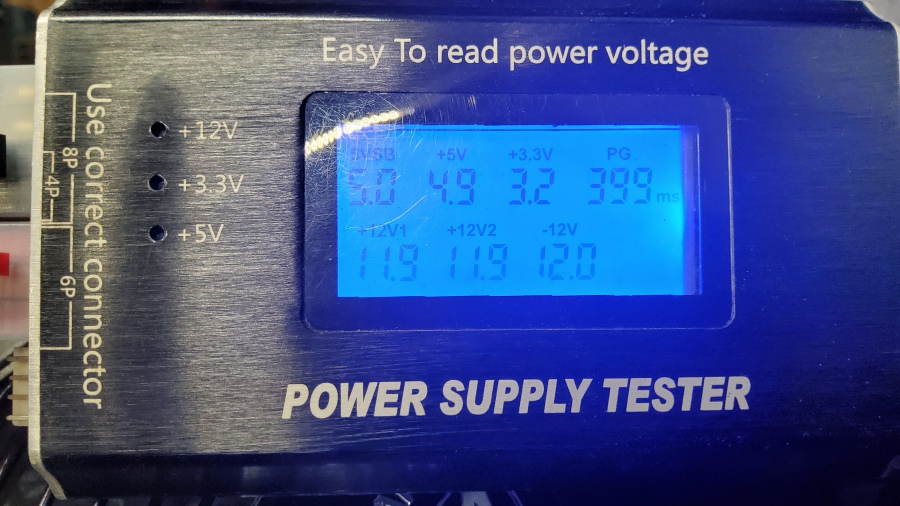 Easy To read power voltage
Use correct connector
8P
4P
6P
+12V
+3.3V
+5V
5VSB +5V +3.3V PG.
5.0 4.9 3.2 399 ms
+12V1 +12V2 -12V
11.9 11.9 12.0
POWER SUPPLY TESTER